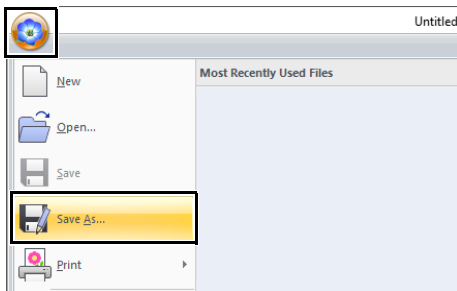 Untitled
Most Recently Used Files
New
Open...
Save
Save As...
Print